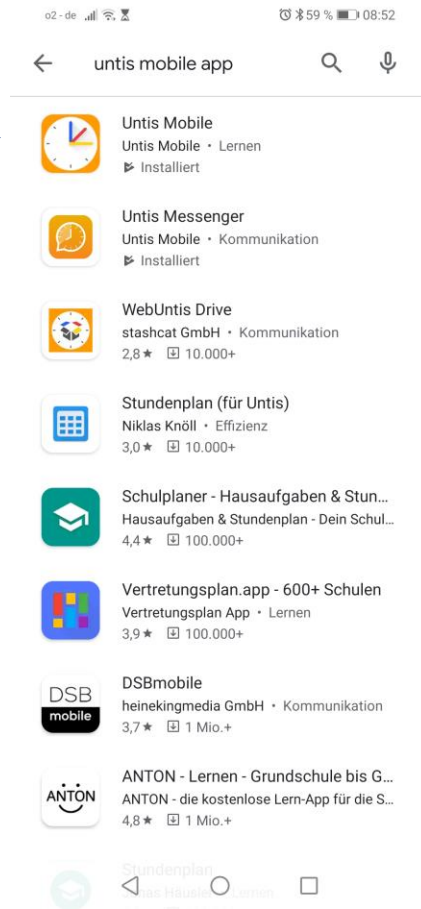 o2 - de 59 % 08:52
untis mobile app
Untis Mobile
Untis Mobile • Lernen
Installiert
Untis Messenger
Untis Mobile • Kommunikation
Installiert
WebUntis Drive
stashcat GmbH • Kommunikation
2,8★ 10.000+
Stundenplan (für Untis)
Niklas Knöll • Effizienz
3,0★ 10.000+
Schulplaner - Hausaufgaben & Stun...
Hausaufgaben & Stundenplan - Dein Schul...
4,4★ 100.000+
Vertretungsplan.app - 600+ Schulen
Vertretungsplan App • Lernen
3,9★ 100.000+
DSB
mobile
DSBmobile
heinekingmedia GmbH • Kommunikation
3,7★ 1 Mio.+
ANTON
ANTON - Lernen - Grundschule bis G...
ANTON - die kostenlose Lern-App für die S...
4,8★ 1 Mio.+
Stundenplan
Lernen